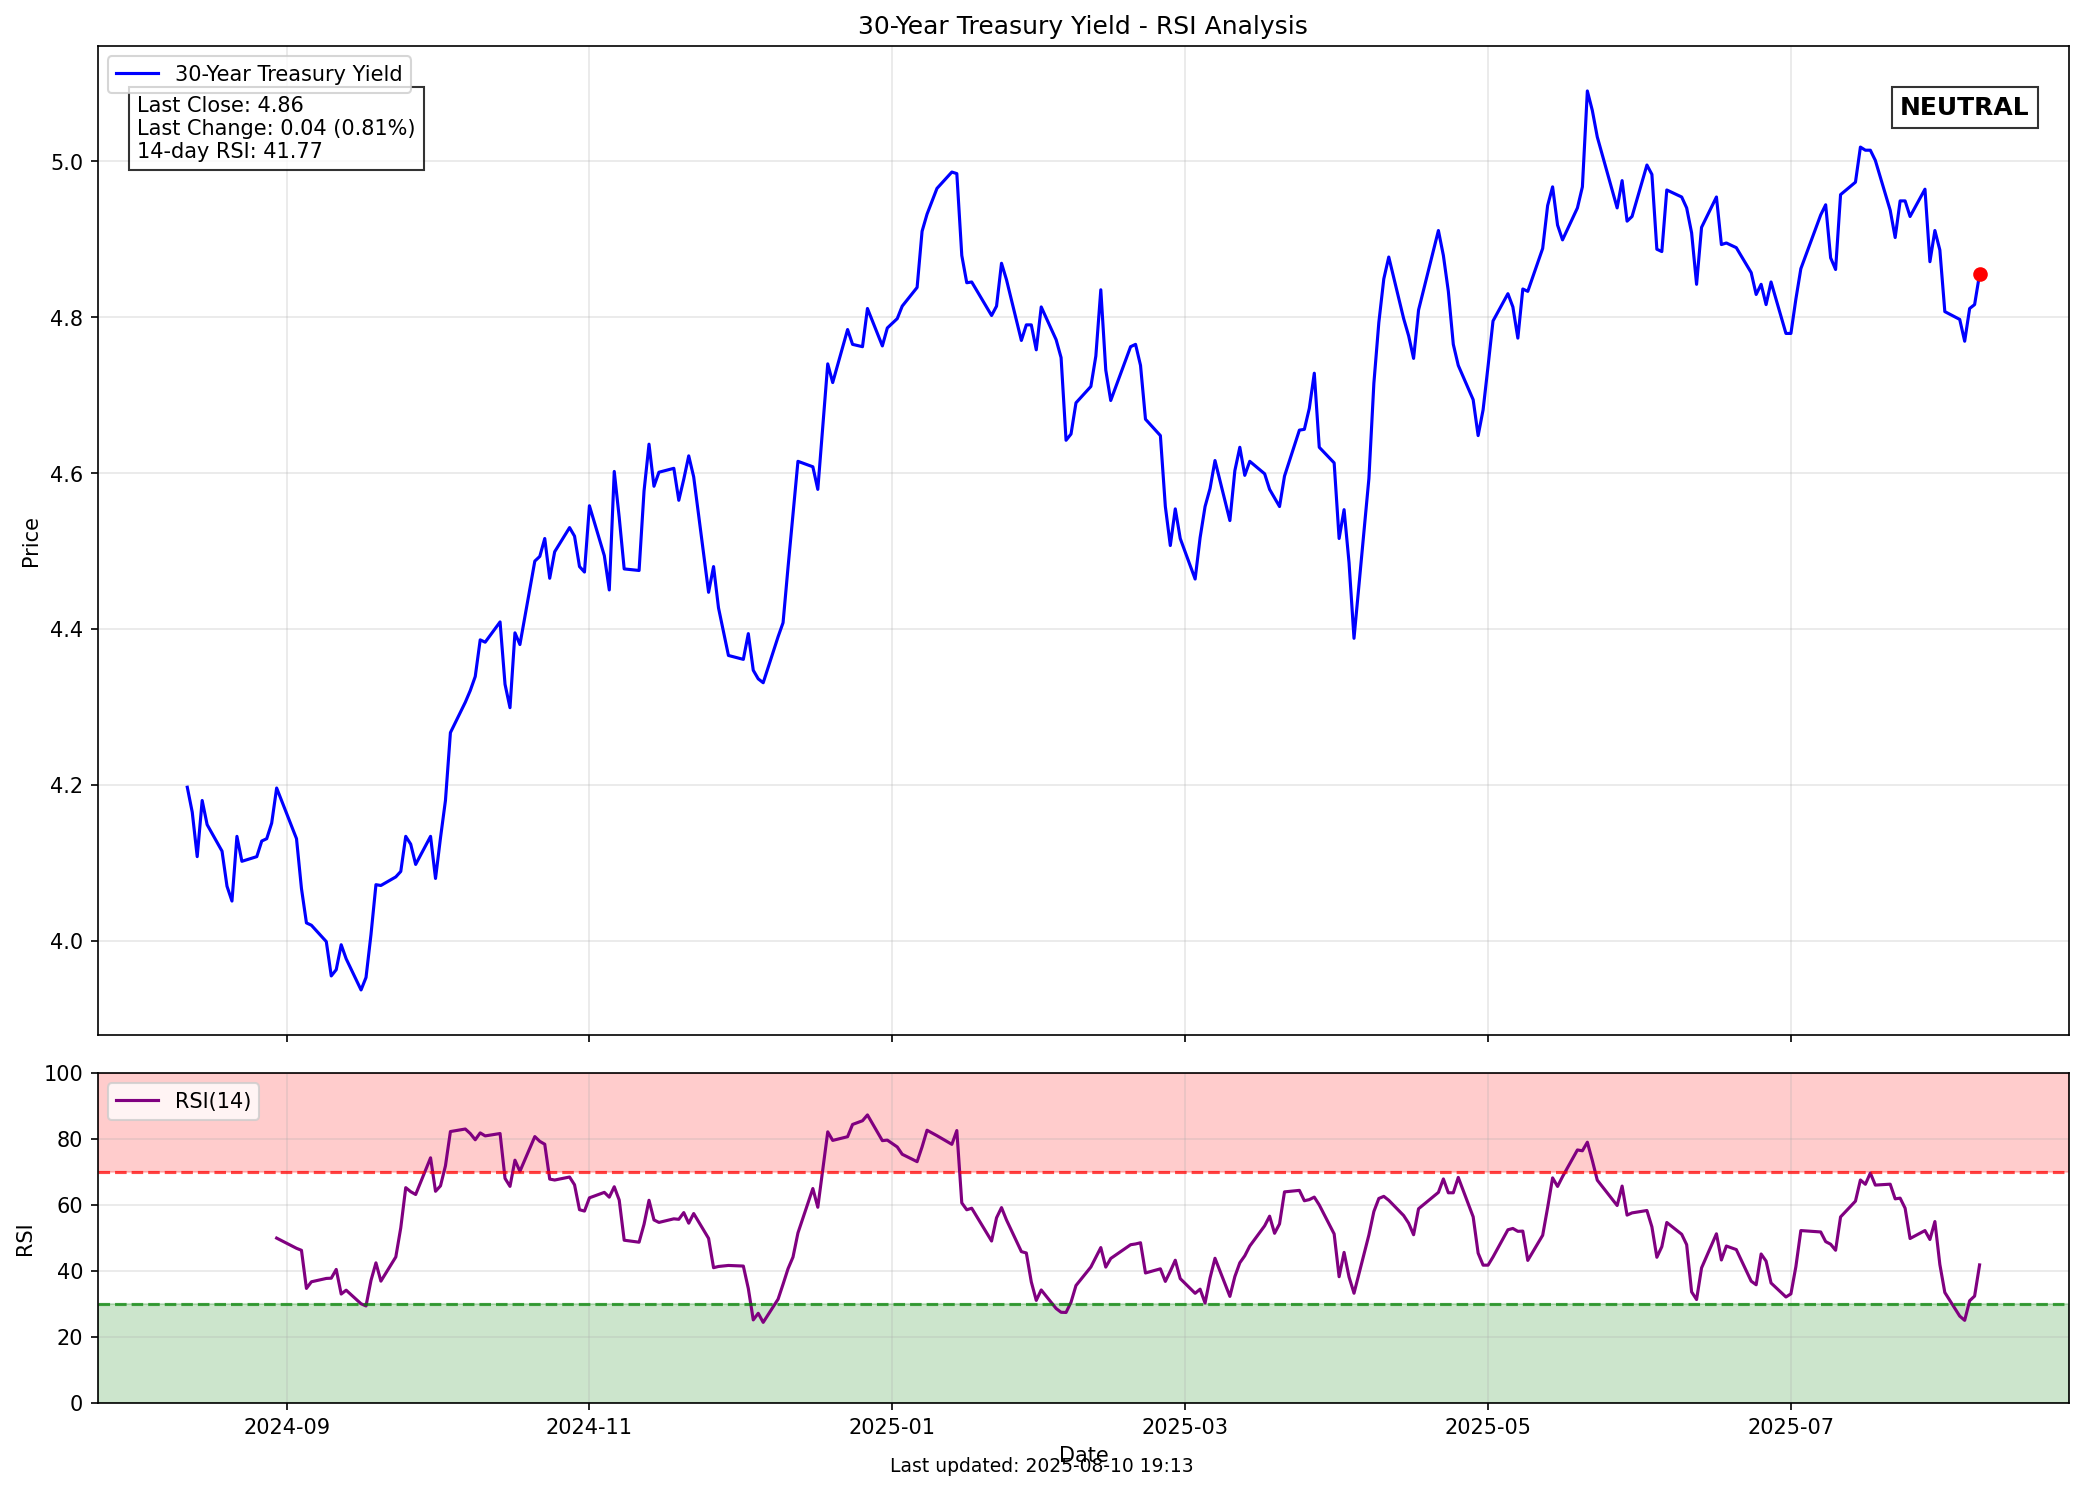 30-Year Treasury Yield - RSI Analysis
30-Year Treasury Yield
Last Close: 4.86
Last Change: 0.04 (0.81%)
14-day RSI: 41.77
NEUTRAL
Price
5.0
4.8
4.6
4.4
4.2
4.0
RSI(14)
RSI
100
80
60
40
20
0
2024-09
2024-11
2025-01
2025-03
2025-05
2025-07
Date
Last updated: 2025-08-10 19:13